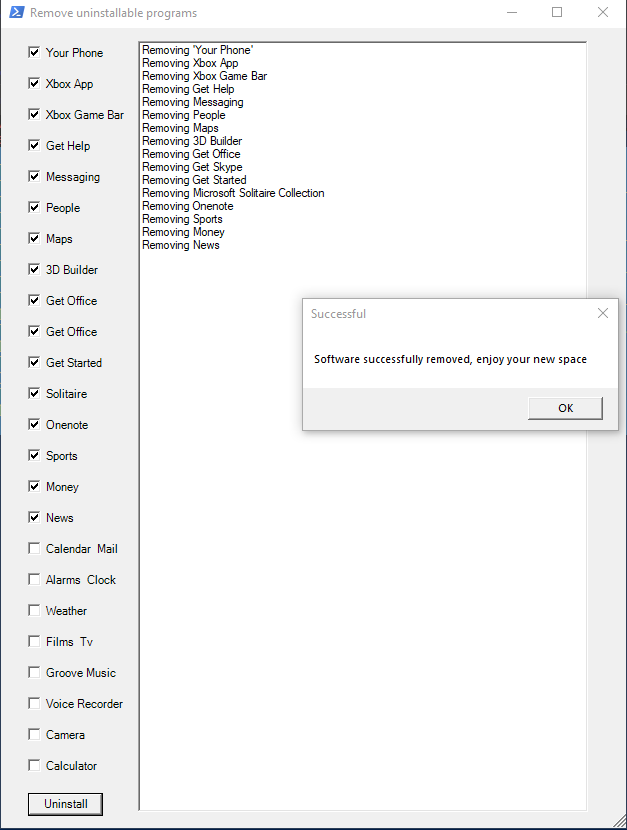 Remove uninstallable programs
Your Phone
Xbox App
Xbox Game Bar
Get Help
Messaging
People
Maps
3D Builder
Get Office
Get Office
Get Started
Solitaire
Onenote
Sports
Money
News
Calendar  Mail
Alarms  Clock
Weather
Films  Tv
Groove Music
Voice Recorder
Camera
Calculator
Uninstall
Removing 'Your Phone'
Removing Xbox App
Removing Xbox Game Bar
Removing Get Help
Removing Messaging
Removing People
Removing Maps
Removing 3D Builder
Removing Get Office
Removing Get Skype
Removing Get Started
Removing Microsoft Solitaire Collection
Removing Onenote
Removing Sports
Removing Money
Removing News
Successful
Software successfully removed, enjoy your new space
OK